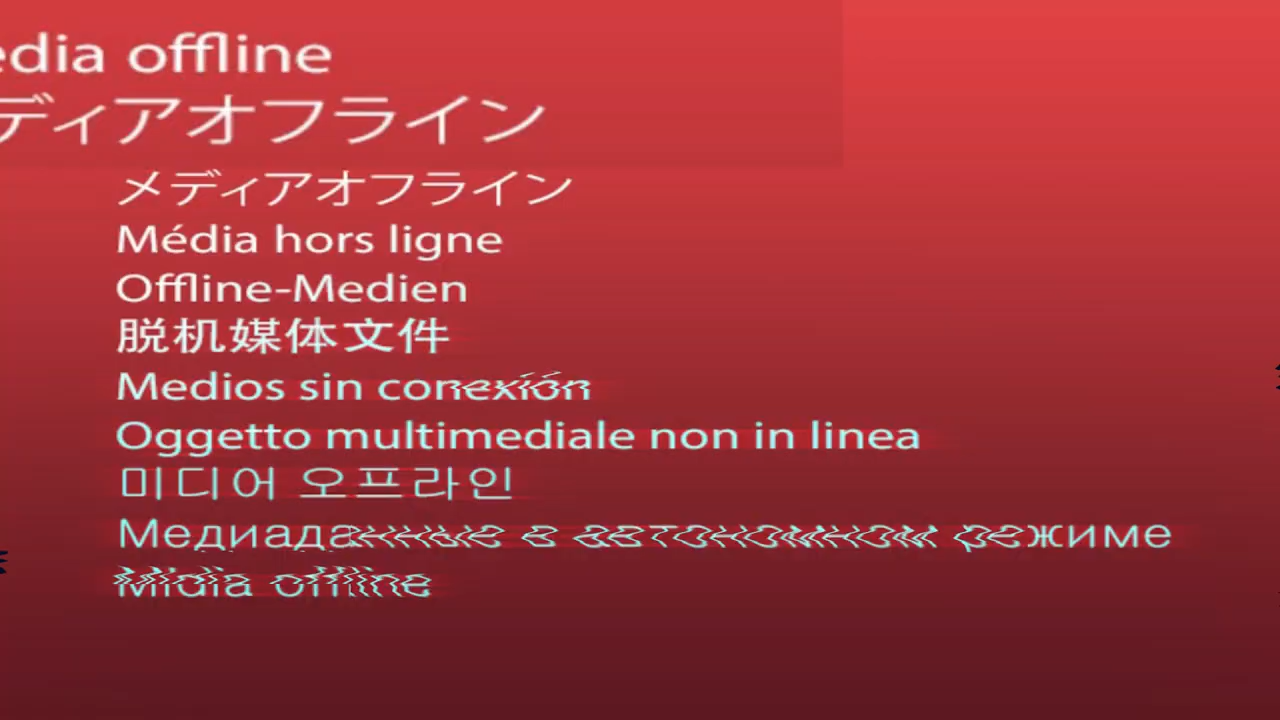 edia offline
ディアオフライン
メディアオフライン
Média hors ligne
Offline-Medien
脱机媒体文件
Medios sin conexión
Oggetto multimediale non in linea
미디어 오프라인
Медиаданные в автономном режиме
Mídia offline